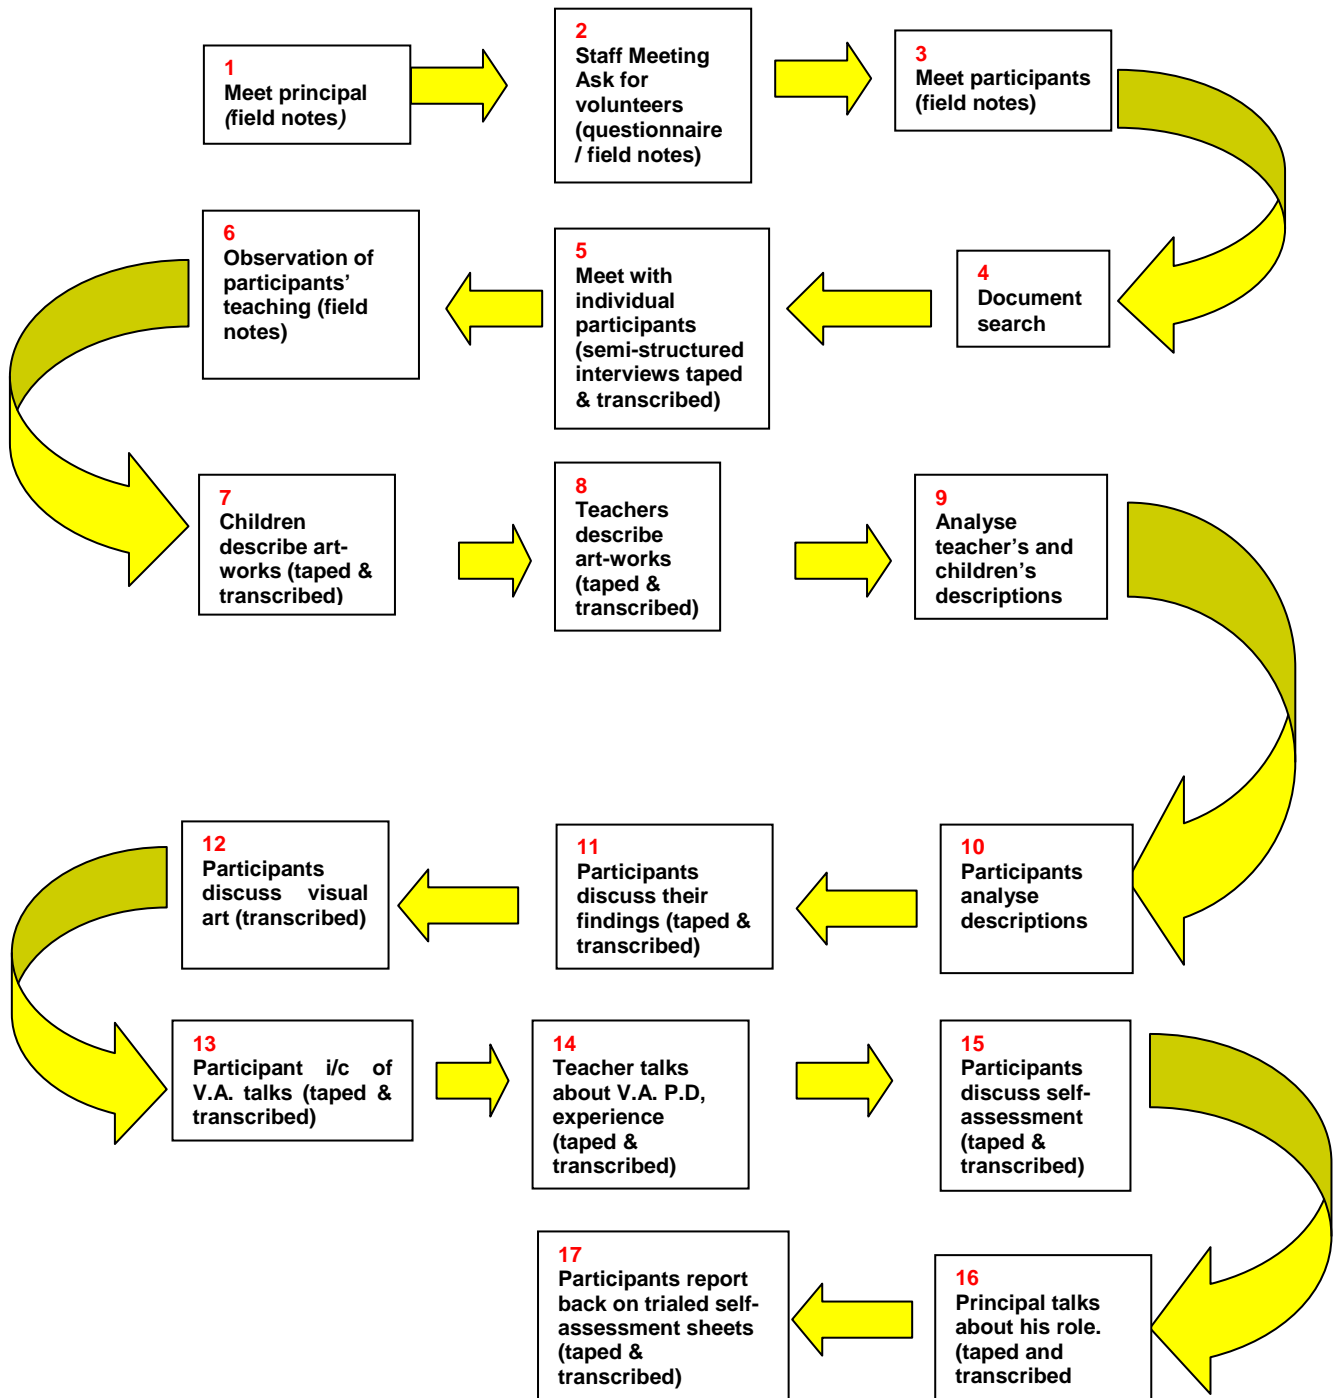 1
Meet principal
(field notes)
2
Staff Meeting
Ask for
volunteers
(questionnaire
/ field notes)
3
Meet participants
(field notes)
4
Document
search
5
Meet with
individual
participants
(semi-structured
interviews taped
& transcribed)
6
Observation of
participants’
teaching (field
notes)
7
Children
describe art-
works (taped &
transcribed)
8
Teachers
describe
art-works
(taped &
transcribed)
9
Analyse
teacher’s and
children’s
descriptions
10
Participants
analyse
descriptions
11
Participants
discuss their
findings (taped &
transcribed)
12
Participants
discuss visual
art (transcribed)
13
Participant i/c of
V.A. talks (taped &
transcribed)
14
Teacher talks
about V.A. P.D,
experience
(taped &
transcribed)
15
Participants
discuss self-
assessment
(taped &
transcribed)
16
Principal talks
about his role.
(taped and
transcribed
17
Participants report
back on trialed self-
assessment sheets
(taped &
transcribed)